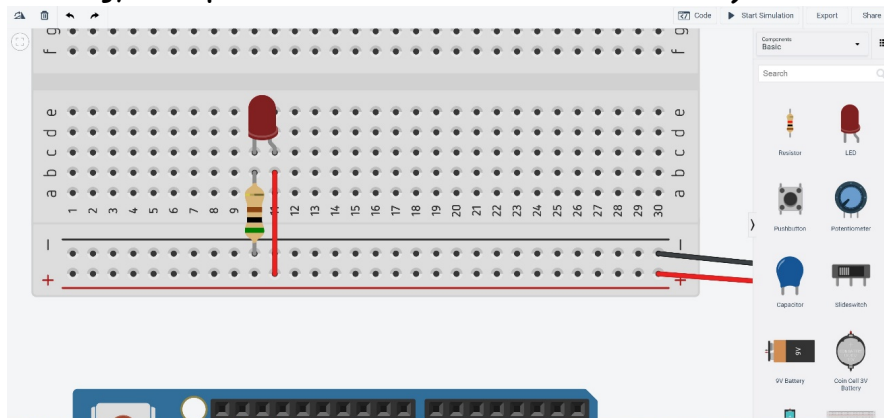 Code
Start Simulation
Export
Share
Components
Basic
Search
Resistor
LED
Pushbutton
Potentiometer
Capacitor
Slideswitch
9V
9V Battery
Coin Cell 3V
Battery
g
f
e
d
c
b
a
1 2 3 4 5 6 7 8 9 11 12 13 14 15 16 17 18 19 20 21 22 23 24 25 26 27 28 29 30
g
f
e
d
c
b
a